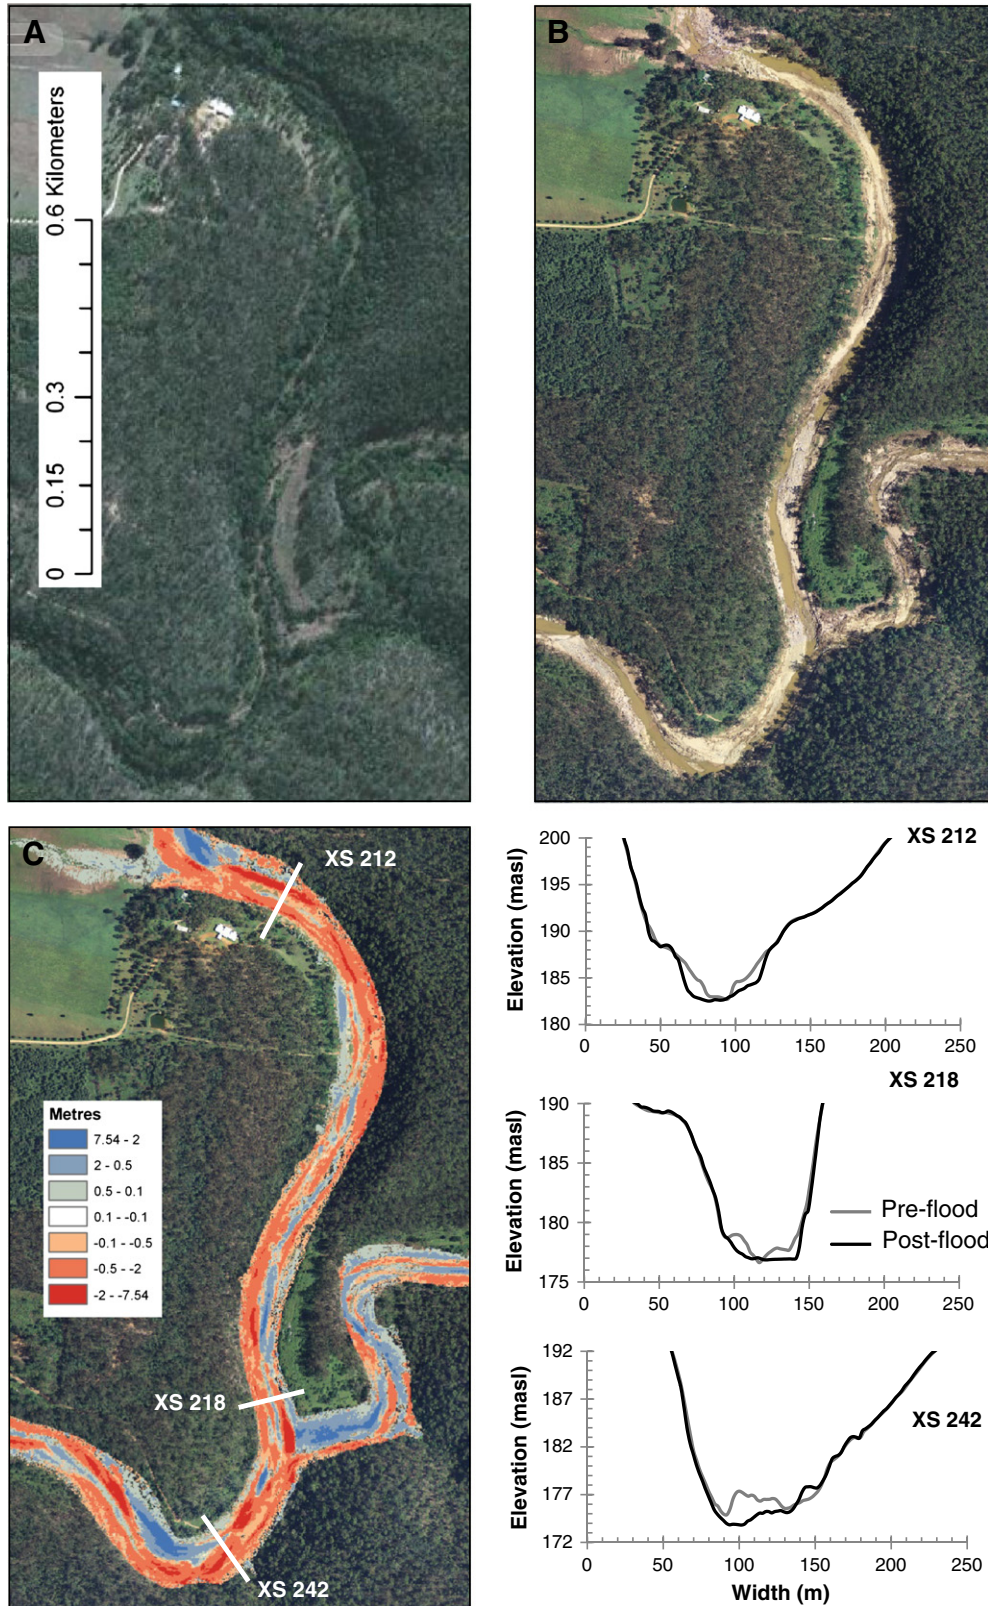 A
B
0.6 Kilometers
0.3
0.15
0
C
XS 212
XS 218
XS 242
Metres
7.54 - 2
2 - 0.5
0.5 - 0.1
0.1 - -0.1
-0.1 - -0.5
-0.5 - -2
-2 - -7.54
XS 212
Elevation (masl)
200
195
190
185
180
0 50 100 150 200 250
XS 218
Elevation (masl)
190
185
180
175
0 50 100 150 200 250
Pre-flood
Post-flood
XS 242
Elevation (masl)
192
187
182
177
172
0 50 100 150 200 250
Width (m)